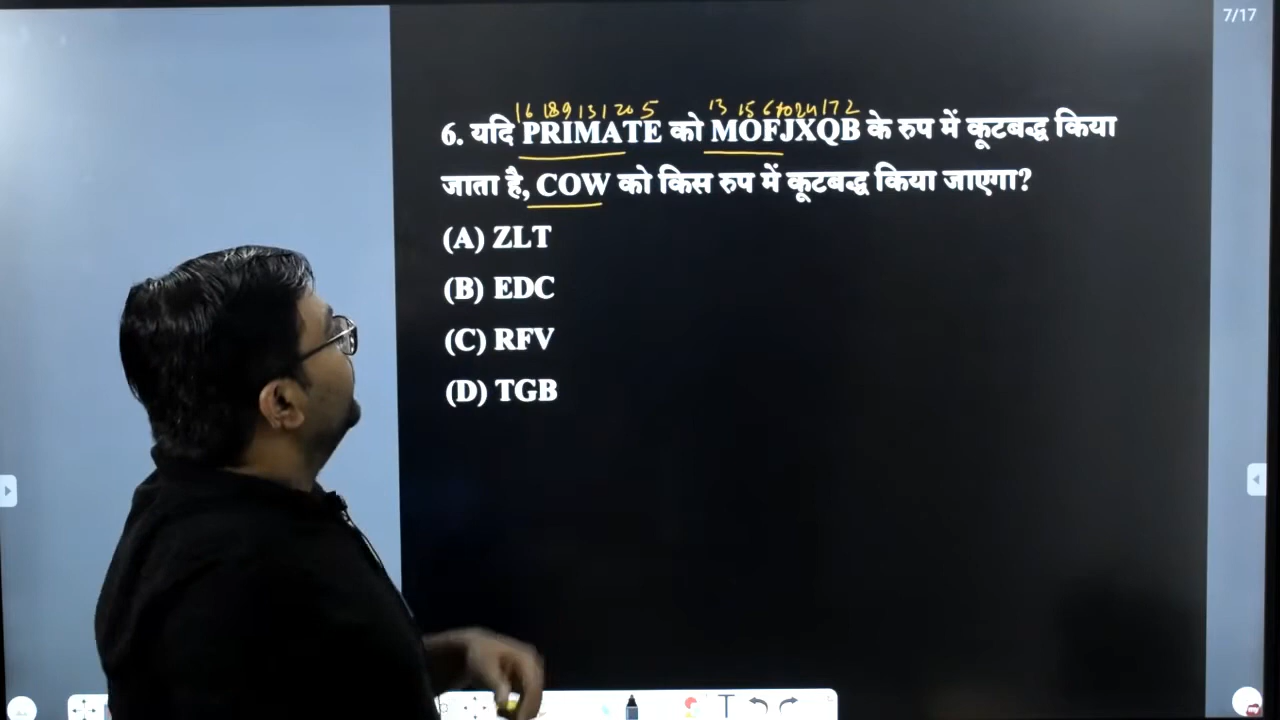 7/17
16 18 9 13 1 20 5 13 15 6 10 24 17 2
6. यदि PRIMATE को MOFJXQB के रुप में कूटबद्ध किया
जाता है, COW को किस रुप में कूटबद्ध किया जाएगा?
(A) ZLT
(B) EDC
(C) RFV
(D) TGB
T